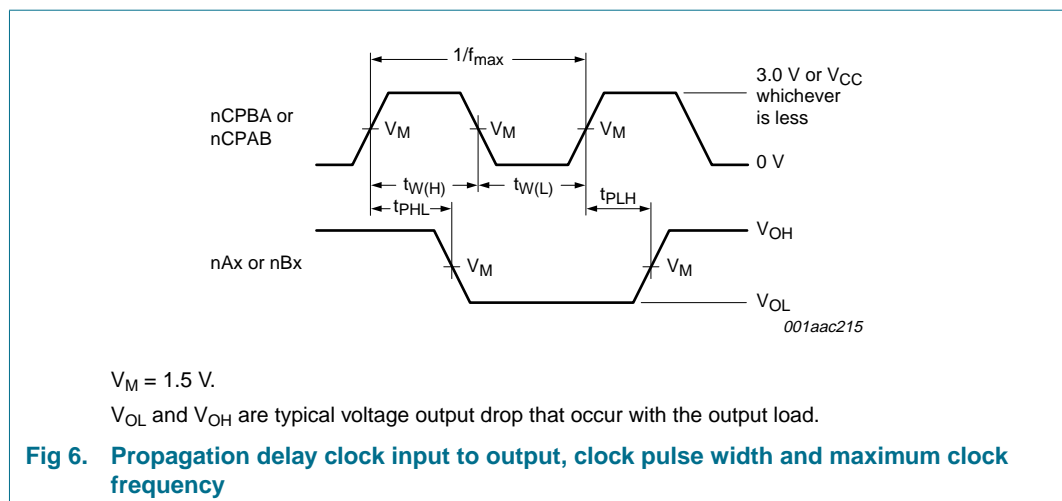 1/fmax
3.0 V or VCC
whichever
is less
nCPBA or
nCPAB
VM
VM
VM
0 V
tW(H)
tW(L)
tPHL
tPLH
VOH
nAx or nBx
VM
VM
VOL
001aac215
VM = 1.5 V.
VOL and VOH are typical voltage output drop that occur with the output load.
Fig 6. Propagation delay clock input to output, clock pulse width and maximum clock
frequency